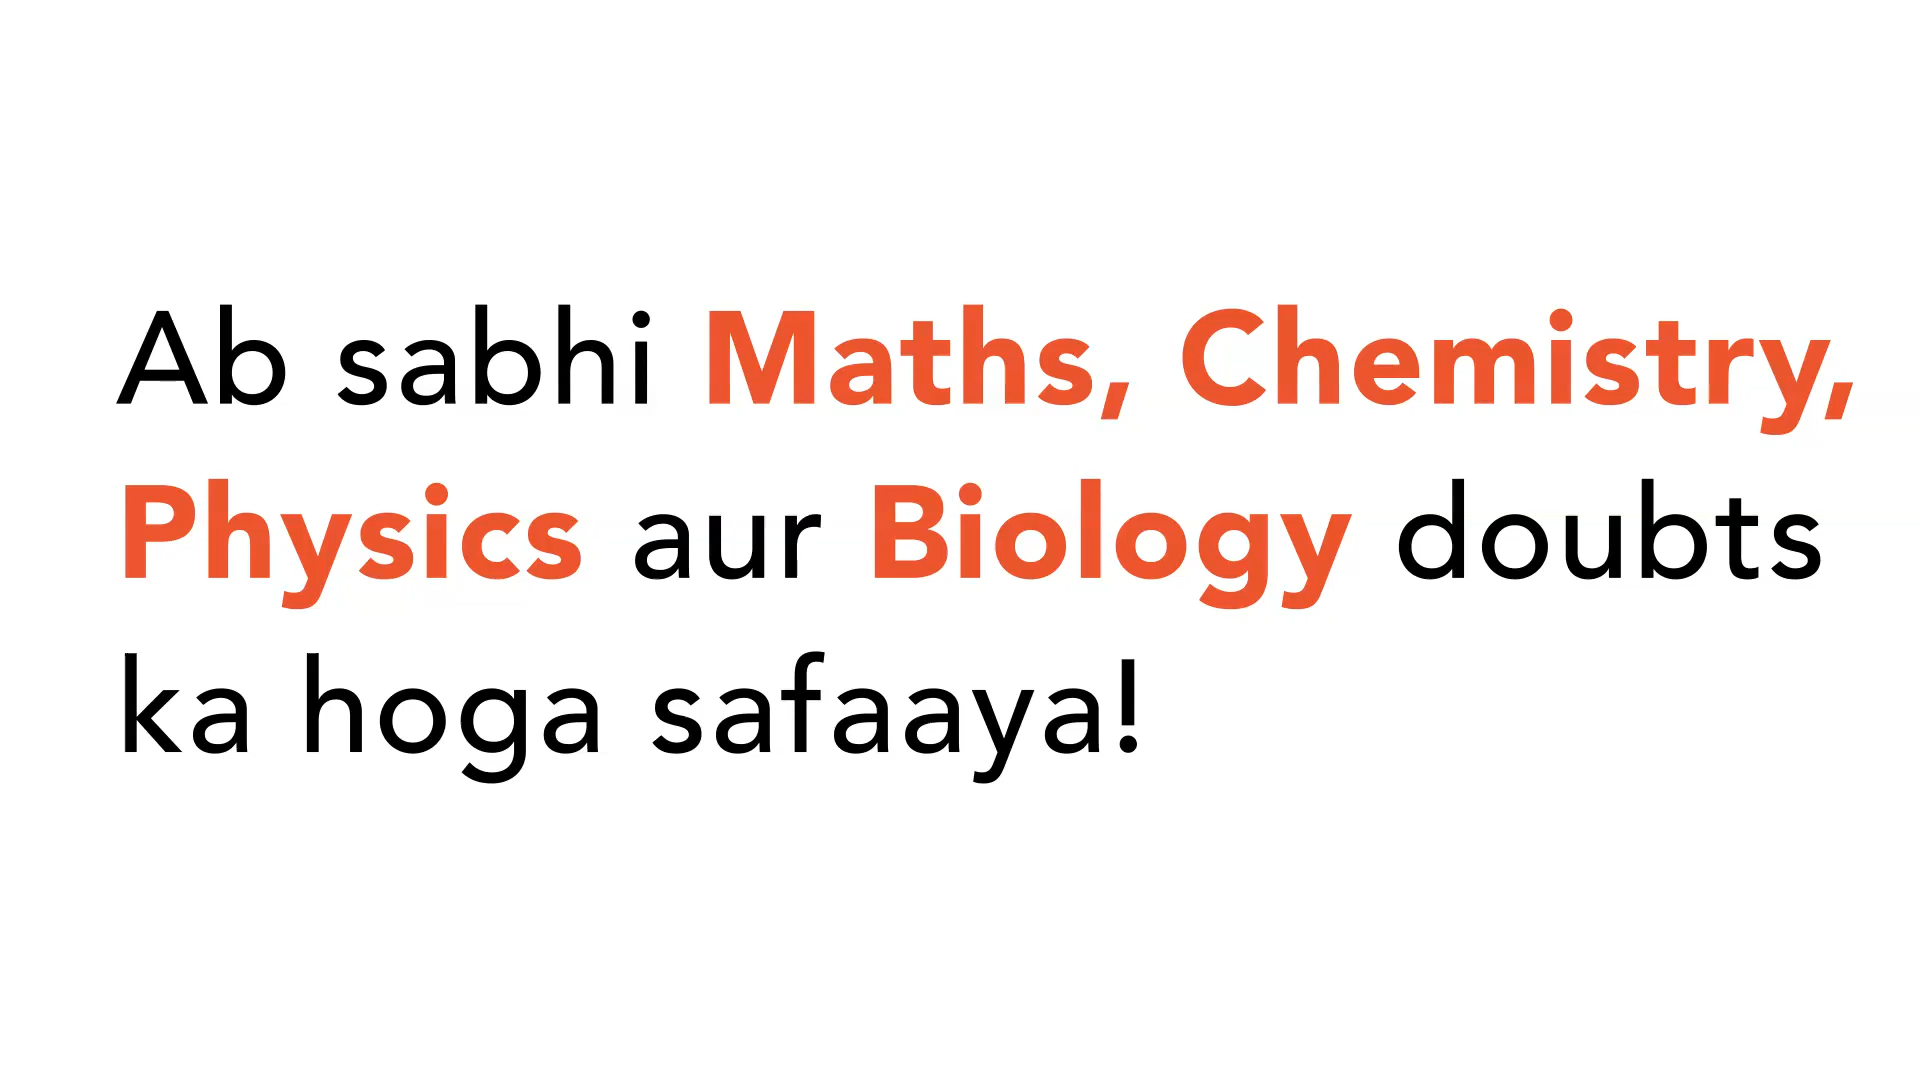 Ab sabhi Maths, Chemistry,
Physics aur Biology doubts
ka hoga safaaya!